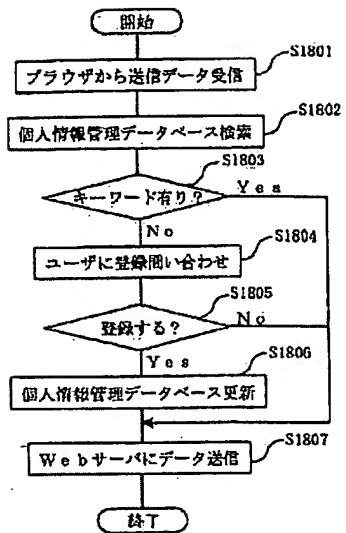 開始
S1801
ブラウザから送信データ受信
S1802
個人情報管理データベース検索
S1803
キーワード有り？
Yes
No
S1804
ユーザに登録問い合わせ
S1805
登録する？
No
Yes
S1806
個人情報管理データベース更新
S1807
Webサーバにデータ送信
終了